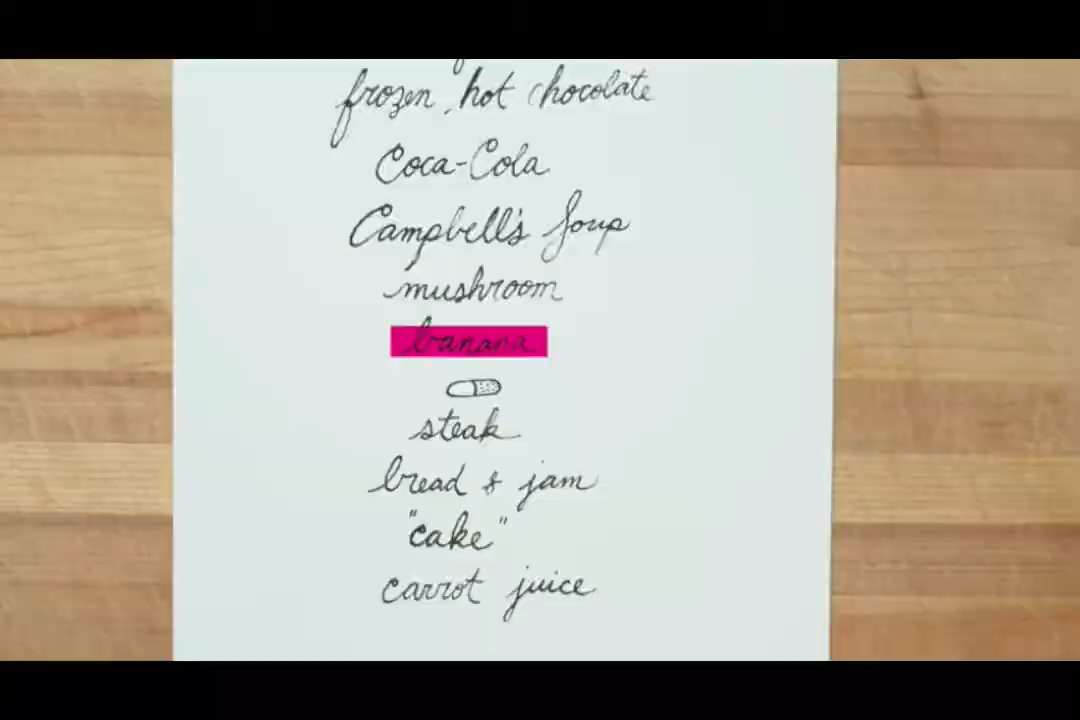 frozen hot chocolate
Coca-Cola
Campbell's Soup
mushroom
banana
steak
bread & jam
"cake"
carrot juice